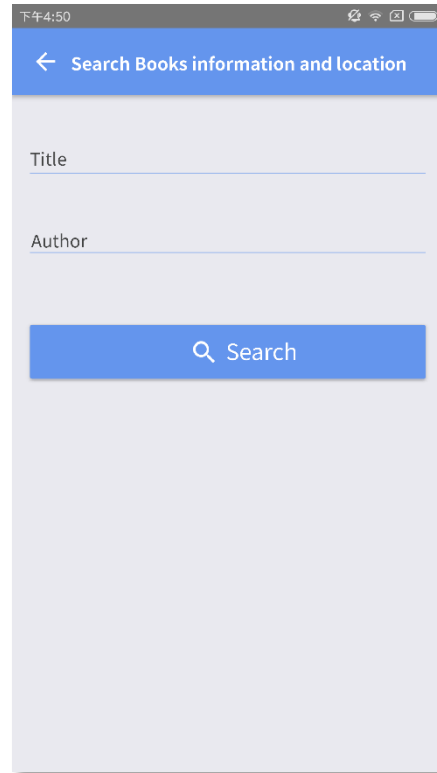 下午4:50
Search Books information and location
Title
Author
Search